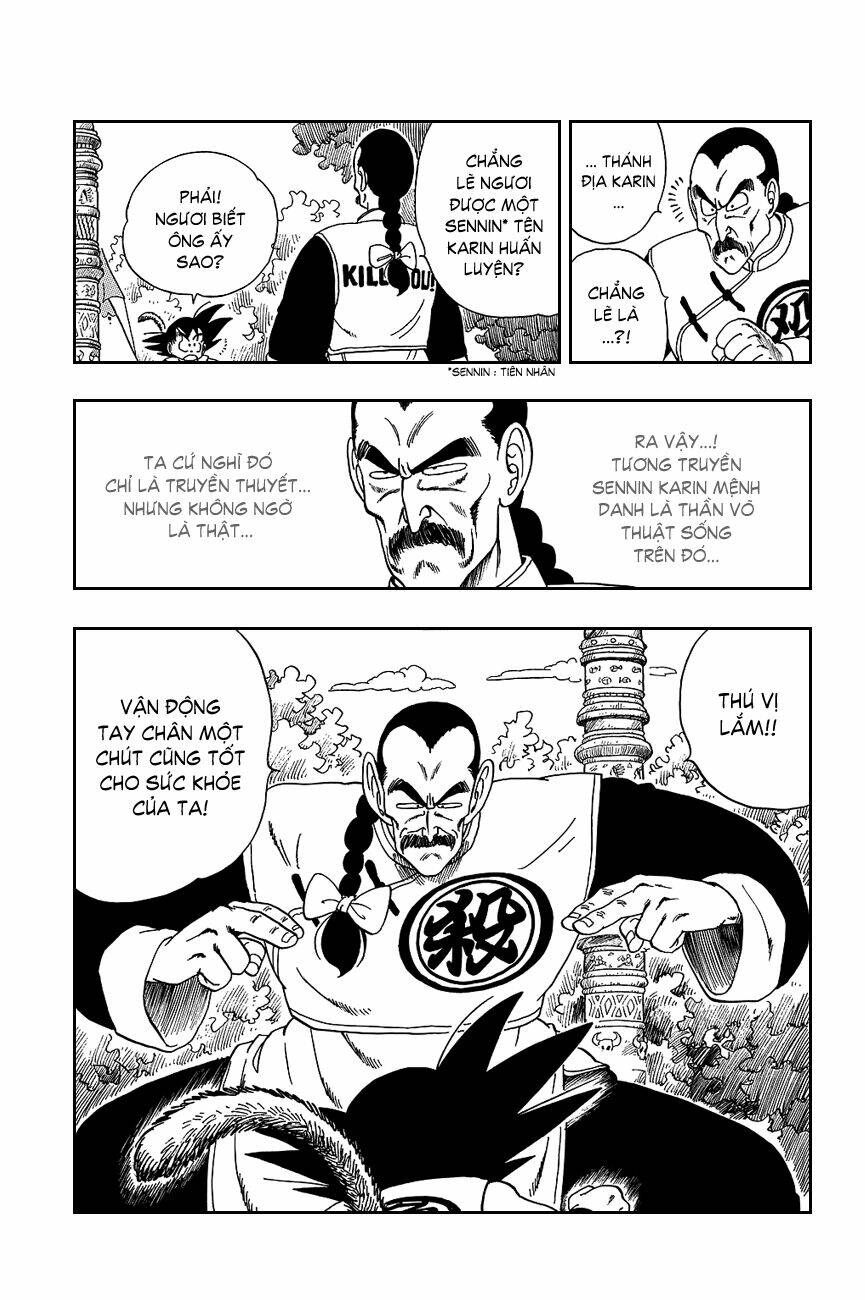 ... THÁNH
ĐỊA KARIN
...
CHẲNG
LẼ LÀ
...?!
CHẲNG
LẼ NGƯƠI
ĐƯỢC MỘT
SENNIN* TÊN
KARIN HUẤN
LUYỆN?
PHẢI!
NGƯƠI BIẾT
ÔNG ẤY
SAO?
KILL YOU!
*SENNIN : TIÊN NHÂN
RA VẬY...!
TƯƠNG TRUYỀN
SENNIN KARIN MỆNH
DANH LÀ THẦN VÕ
THUẬT SỐNG
TRÊN ĐÓ...
TA CỨ NGHĨ ĐÓ
CHỈ LÀ TRUYỀN THUYẾT...
NHƯNG KHÔNG NGỜ
LÀ THẬT...
THÚ VỊ
LẮM!!
VẬN ĐỘNG
TAY CHÂN MỘT
CHÚT CŨNG TỐT
CHO SỨC KHỎE
CỦA TA!
殺